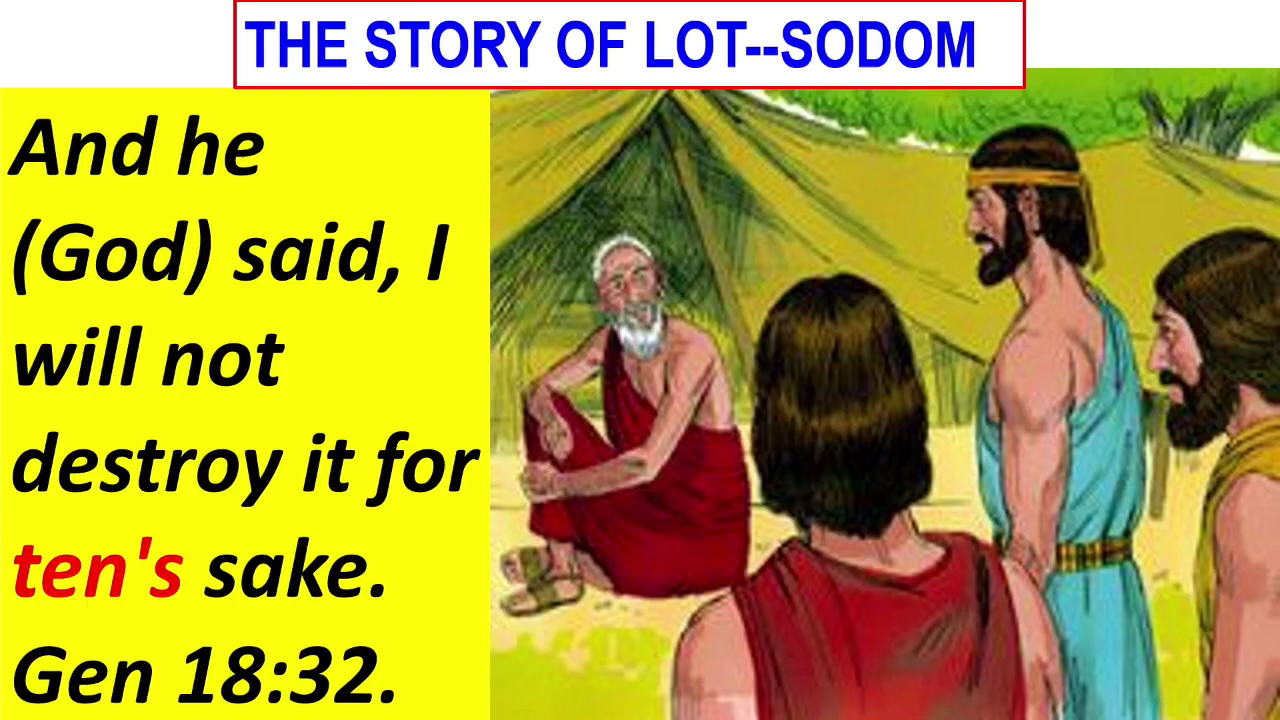 THE STORY OF LOT--SODOM
And he
(God) said, I
will not
destroy it for
ten's sake.
Gen 18:32.